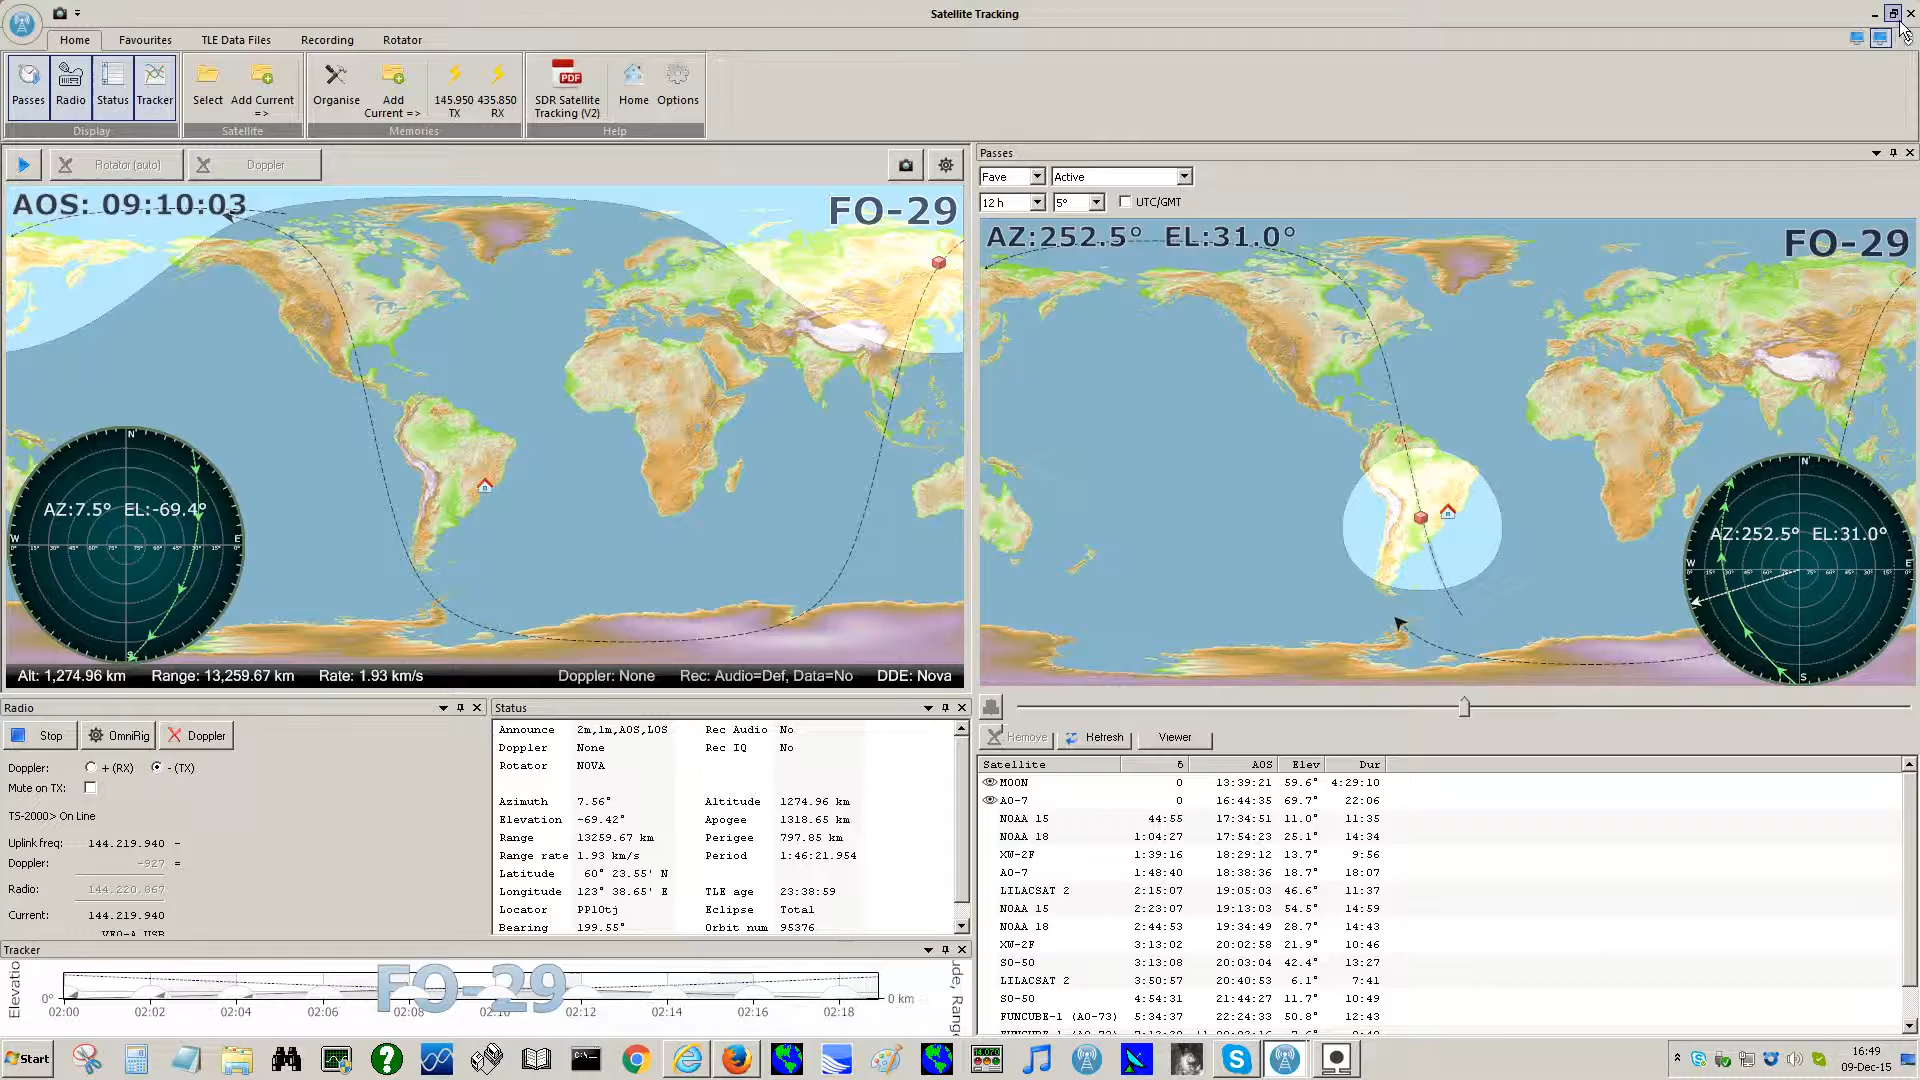 Satellite Tracking
Home Favourites TLE Data Files Recording Rotator
Passes Radio Status Tracker
Display
Select Add Current =>
Satellite
Organise Add Current => 145.950 TX 435.850 RX
Memories
SDR Satellite Tracking (V2) Home Options
Help
Rotator (auto) Doppler
AOS: 09:10:03
FO-29
N
AZ:7.5° EL:-69.4°
W E
S
Alt: 1,274.96 km Range: 13,259.67 km Rate: 1.93 km/s Doppler: None Rec: Audio=Def, Data=No DDE: Nova
Passes
Fave Active
12 h 5° UTC/GMT
AZ:252.5° EL:31.0°
FO-29
N
AZ:252.5° EL:31.0°
W E
S
Radio
Stop OmniRig Doppler
Doppler: + (RX) - (TX)
Mute on TX:
TS-2000> On Line
Uplink freq: 144.219.940 -
Doppler: -927 =
Radio: 144.220.867
Current: 144.219.940
Status
Announce 2m,1m,AOS,LOS Rec Audio No
Doppler None Rec IQ No
Rotator NOVA
Azimuth 7.56° Altitude 1274.96 km
Elevation -69.42° Apogee 1318.65 km
Range 13259.67 km Perigee 797.85 km
Range rate 1.93 km/s Period 1:46:21.954
Latitude 60° 23.55' N
Longitude 123° 38.65' E TLE age 23:38:59
Locator PP10tj Eclipse Total
Bearing 199.55° Orbit num 95376
Tracker
FO-29
0° 0 km
02:00 02:02 02:04 02:06 02:08 02:10 02:12 02:14 02:16 02:18
Remove Refresh Viewer
Satellite δ AOS Elev Dur
MOON 0 13:39:21 59.6° 4:29:10
AO-7 0 16:44:35 69.7° 22:06
NOAA 15 44:55 17:34:51 11.0° 11:35
NOAA 18 1:04:27 17:54:23 25.1° 14:34
XW-2F 1:39:16 18:29:12 13.7° 9:56
AO-7 1:48:40 18:38:36 18.7° 18:07
LILACSAT 2 2:15:07 19:05:03 46.6° 11:37
NOAA 15 2:23:07 19:13:03 54.5° 14:59
NOAA 18 2:44:53 19:34:49 28.7° 14:43
XW-2F 3:13:02 20:02:58 21.9° 10:46
SO-50 3:13:08 20:03:04 42.4° 13:27
LILACSAT 2 3:50:57 20:40:53 6.1° 7:41
SO-50 4:54:31 21:44:27 11.7° 10:49
FUNCUBE-1 (AO-73) 5:34:37 22:24:33 50.8° 12:43
Start
16:49
09-Dec-15